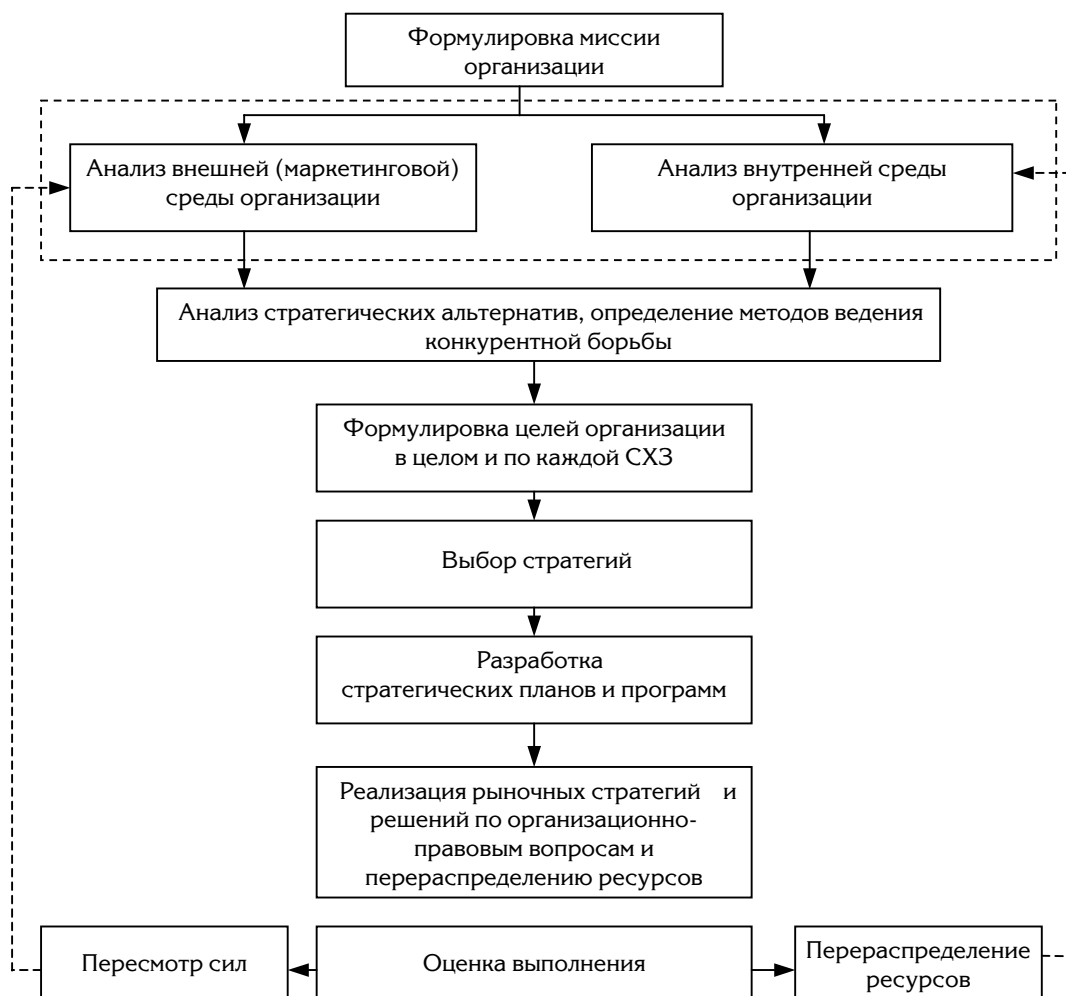 Формулировка миссии
организации
Анализ внешней (маркетинговой)
среды организации
Анализ внутренней среды
организации
Анализ стратегических альтернатив, определение методов ведения
конкурентной борьбы
Формулировка целей организации
в целом и по каждой СХЗ
Выбор стратегий
Разработка
стратегических планов и программ
Реализация рыночных стратегий и
решений по организационно-
правовым вопросам и
перераспределению ресурсов
Пересмотр сил
Оценка выполнения
Перераспределение
ресурсов